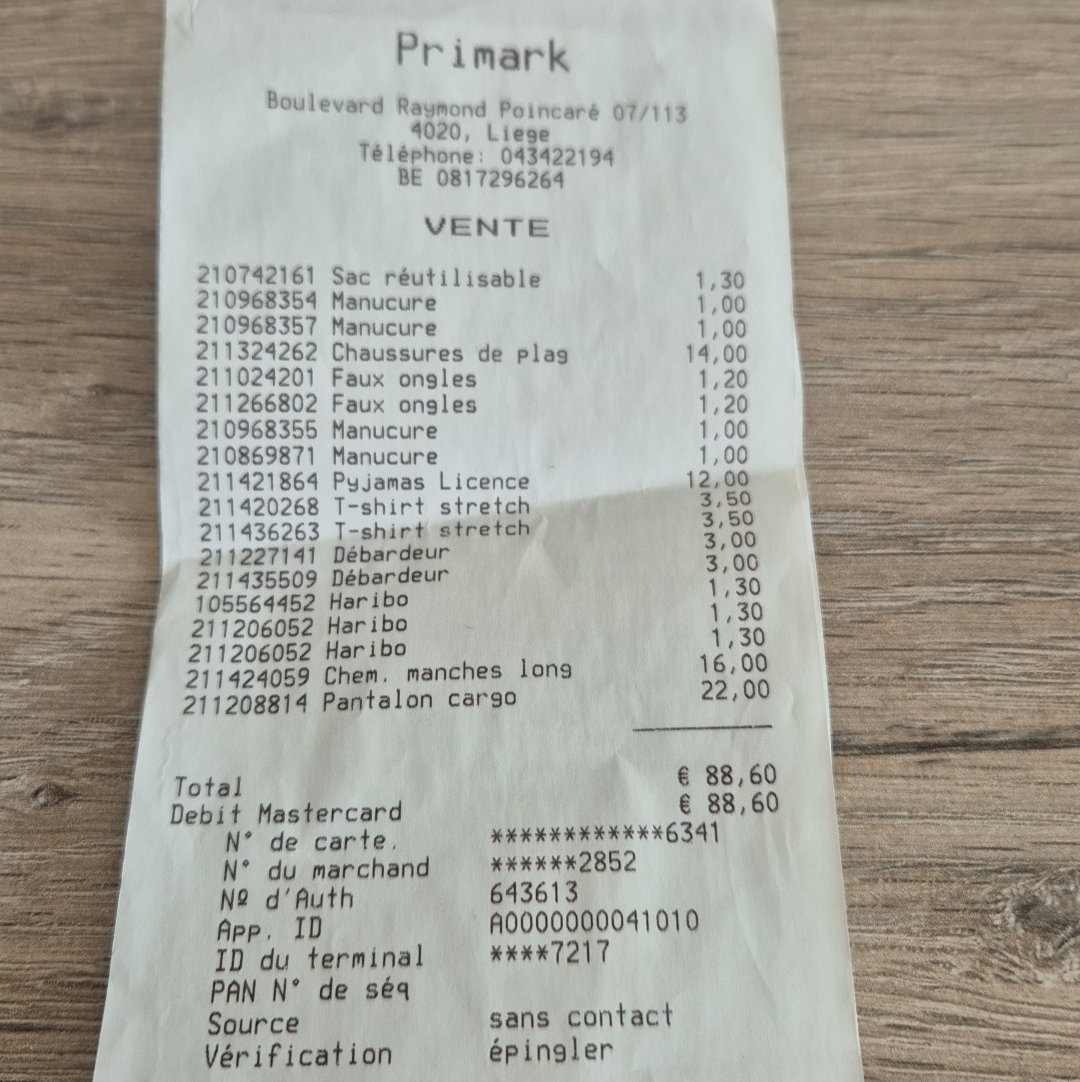 Primark
Boulevard Raymond Poincaré 07/113
4020, Liege
Téléphone: 043422194
BE 0817296264
VENTE
210742161 Sac réutilisable 1,30
210968354 Manucure 1,00
210968357 Manucure 1,00
211324262 Chaussures de plag 14,00
211024201 Faux ongles 1,20
211266802 Faux ongles 1,20
210968355 Manucure 1,00
210869871 Manucure 1,00
211421864 Pyjamas Licence 12,00
211420268 T-shirt stretch 3,50
211436263 T-shirt stretch 3,50
211227141 Débardeur 3,00
211435509 Débardeur 3,00
105564452 Haribo 1,30
211206052 Haribo 1,30
211206052 Haribo 1,30
211424059 Chem. manches long 16,00
211208814 Pantalon cargo 22,00
Total € 88,60
Debit Mastercard € 88,60
N° de carte. ************6341
N° du marchand ******2852
Nº d'Auth 643613
App. ID A0000000041010
ID du terminal ****7217
PAN N° de séq
Source sans contact
Vérification épingler